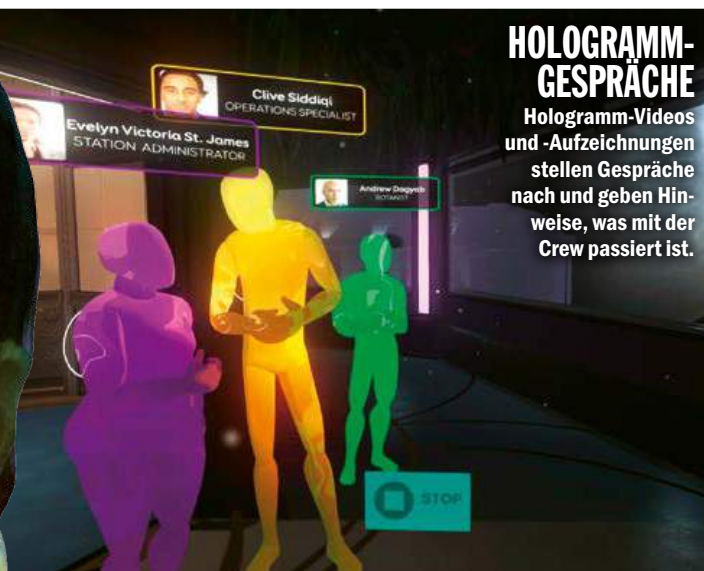 HOLOGRAMM-
GESPRÄCHE
Hologramm-Videos
und -Aufzeichnungen
stellen Gespräche
nach und geben Hin-
weise, was mit der
Crew passiert ist.
Clive Siddiqi
OPERATIONS SPECIALIST
Evelyn Victoria St. James
STATION ADMINISTRATOR
Andrew Dagyab
BOTANIST
STOP